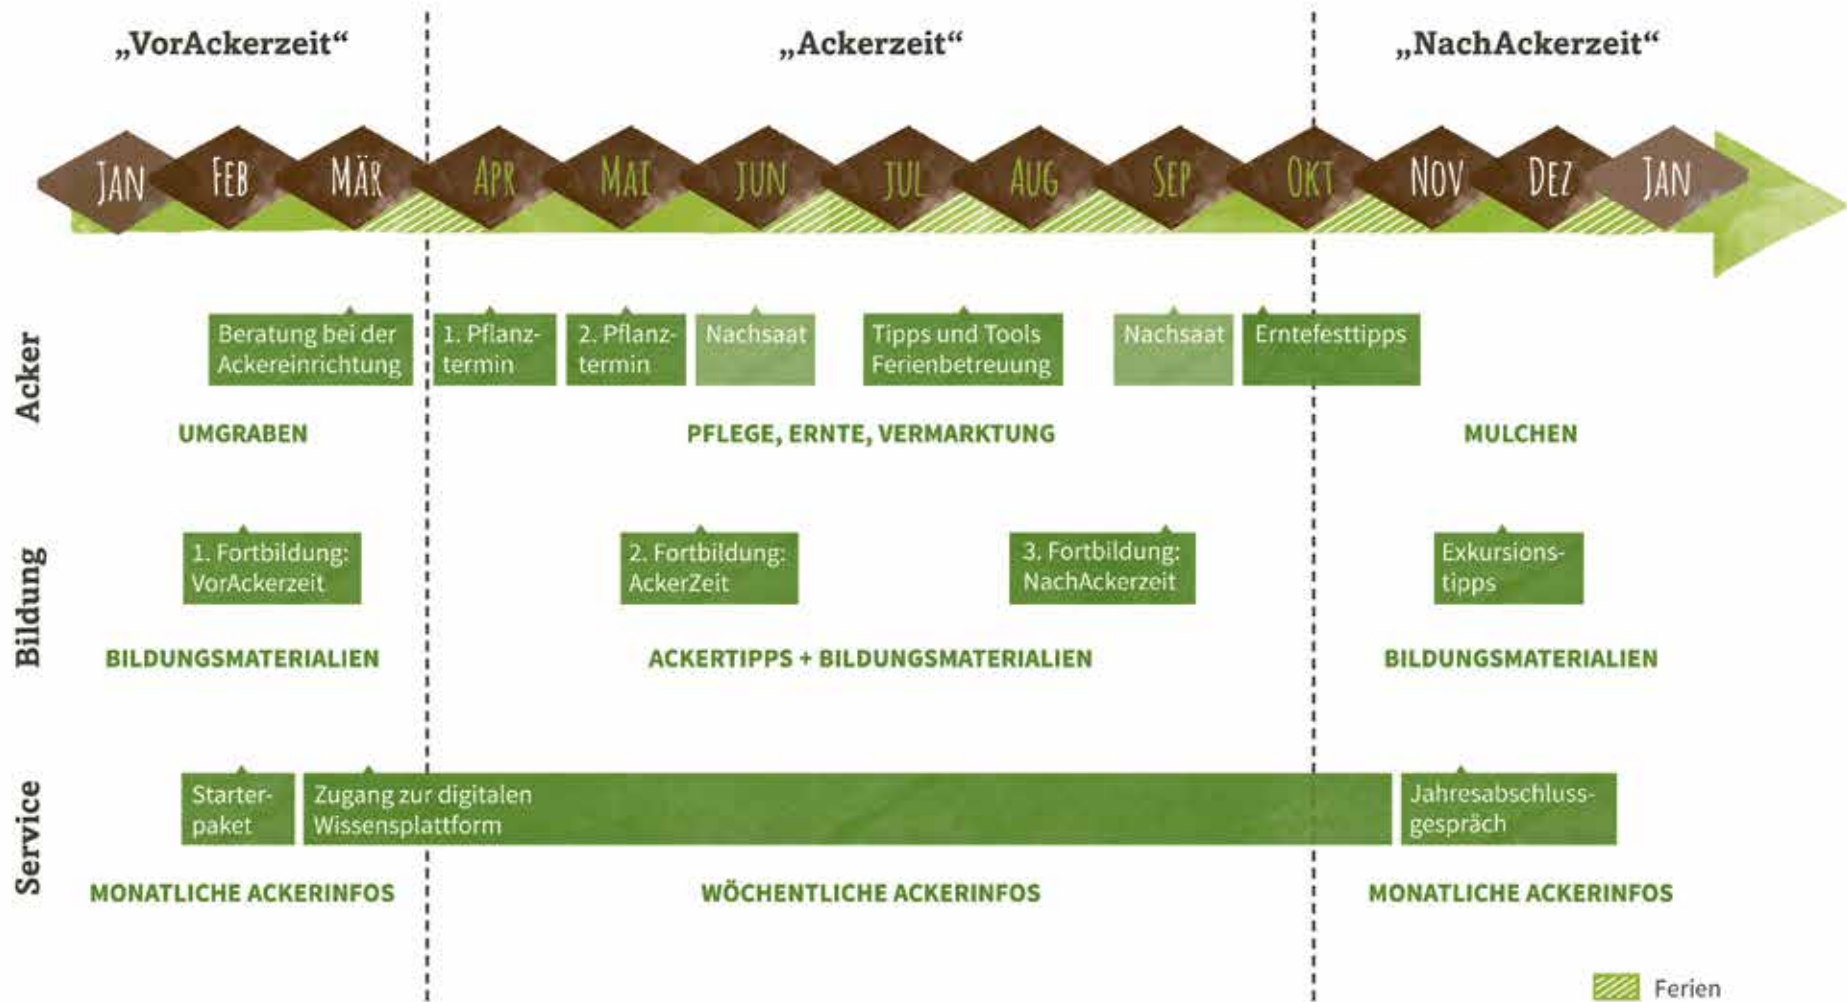 „VorAckerzeit“
„Ackerzeit“
„NachAckerzeit“
JAN
FEB
MÄR
APR
MAI
JUN
JUL
AUG
SEP
OKT
NOV
DEZ
JAN
Acker
Beratung bei der
Ackereinrichtung
1. Pflanz-
termin
2. Pflanz-
termin
Nachsaat
Tipps und Tools
Ferienbetreuung
Nachsaat
Erntefesttipps
UMGRABEN
PFLEGE, ERNTE, VERMARKTUNG
MULCHEN
Bildung
1. Fortbildung:
VorAckerzeit
2. Fortbildung:
AckerZeit
3. Fortbildung:
NachAckerzeit
Exkursions-
tipps
BILDUNGSMATERIALIEN
ACKERTIPPS + BILDUNGSMATERIALIEN
BILDUNGSMATERIALIEN
Service
Starter-
paket
Zugang zur digitalen
Wissensplattform
Jahresabschluss-
gespräch
MONATLICHE ACKERINFOS
WÖCHENTLICHE ACKERINFOS
MONATLICHE ACKERINFOS
Ferien